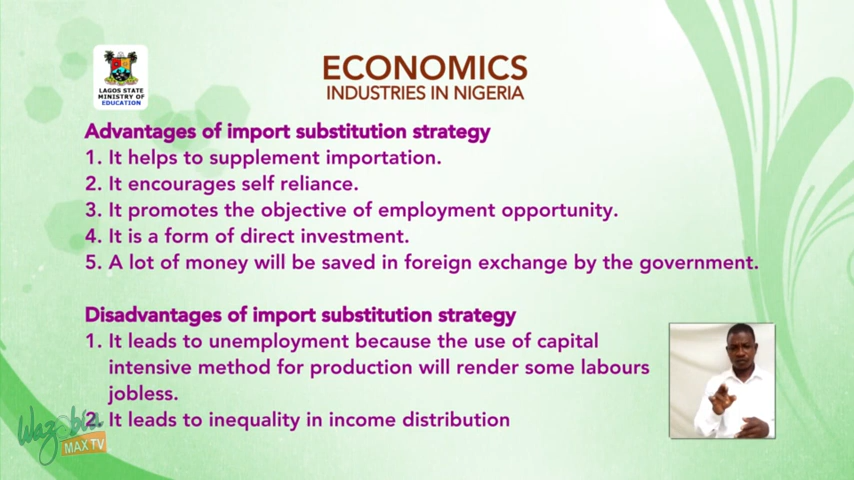 LAGOS STATE
MINISTRY OF
EDUCATION
ECONOMICS
INDUSTRIES IN NIGERIA
Advantages of import substitution strategy
1. It helps to supplement importation.
2. It encourages self reliance.
3. It promotes the objective of employment opportunity.
4. It is a form of direct investment.
5. A lot of money will be saved in foreign exchange by the government.
Disadvantages of import substitution strategy
1. It leads to unemployment because the use of capital
intensive method for production will render some labours
jobless.
2. It leads to inequality in income distribution
Wazobia
MAX TV